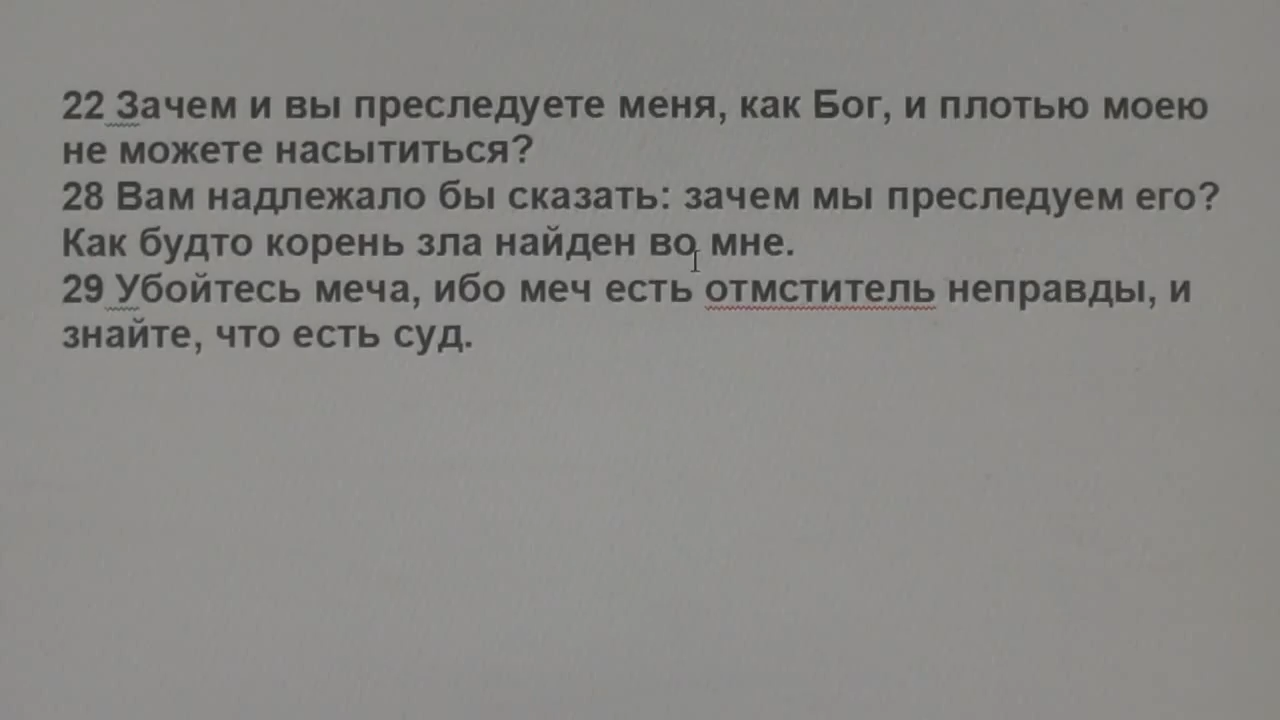 22 Зачем и вы преследуете меня, как Бог, и плотью моею
не можете насытиться?
28 Вам надлежало бы сказать: зачем мы преследуем его?
Как будто корень зла найден во мне.
29 Убойтесь меча, ибо меч есть отмститель неправды, и
знайте, что есть суд.